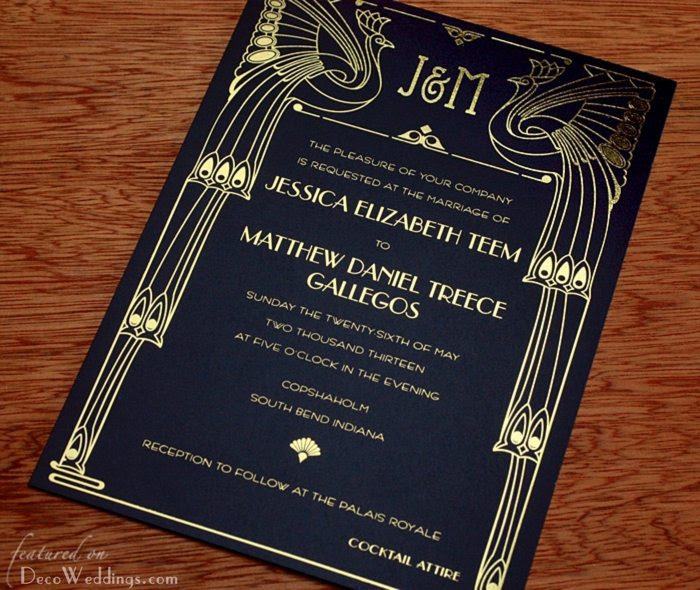 J&M
THE PLEASURE OF YOUR COMPANY
IS REQUESTED AT THE MARRIAGE OF
JESSICA ELIZABETH TEEM
TO
MATTHEW DANIEL TREECE
GALLEGOS
SUNDAY THE TWENTY-SIXTH OF MAY
TWO THOUSAND THIRTEEN
AT FIVE O'CLOCK IN THE EVENING
COPSHAHOLM
SOUTH BEND INDIANA
RECEPTION TO FOLLOW AT THE PALAIS ROYALE
COCKTAIL ATTIRE
featured on
DecoWeddings.com